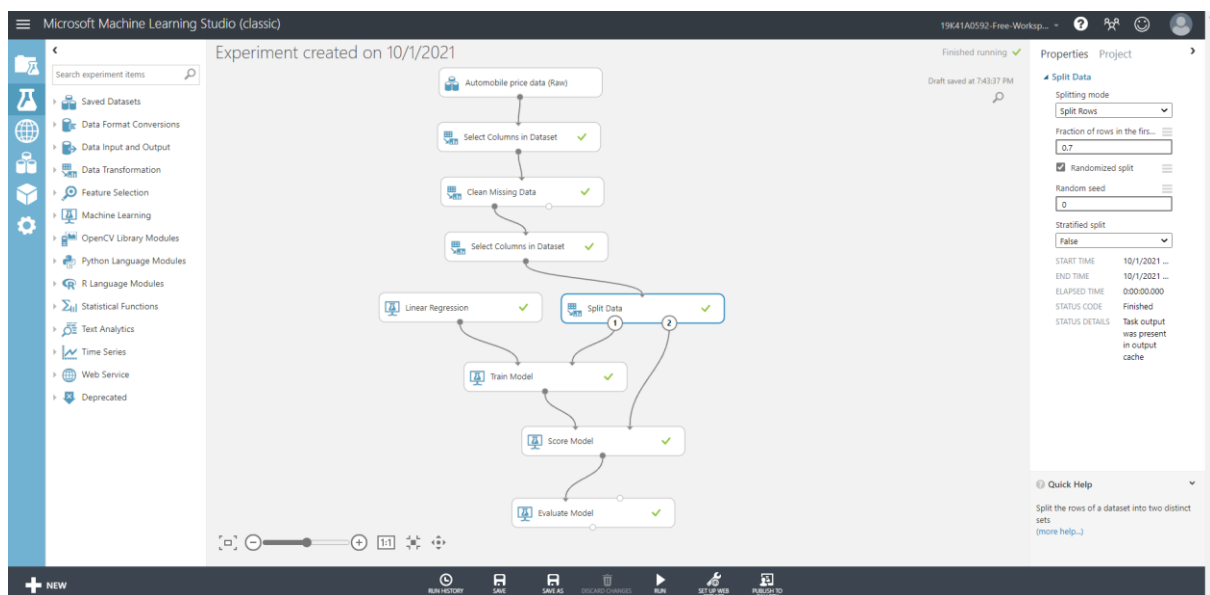 Microsoft Machine Learning Studio (classic)
19K41A0592-Free-Worksp...
?
Search experiment items
Saved Datasets
Data Format Conversions
Data Input and Output
Data Transformation
Feature Selection
Machine Learning
OpenCV Library Modules
Python Language Modules
R Language Modules
Statistical Functions
Text Analytics
Time Series
Web Service
Deprecated
Experiment created on 10/1/2021
Finished running
Draft saved at 7:43:37 PM
Automobile price data (Raw)
Select Columns in Dataset
Clean Missing Data
Select Columns in Dataset
Linear Regression
Split Data
1
2
Train Model
Score Model
Evaluate Model
1:1
Properties Project
Split Data
Splitting mode
Split Rows
Fraction of rows in the firs...
0.7
Randomized split
Random seed
0
Stratified split
False
START TIME 10/1/2021 ...
END TIME 10/1/2021 ...
ELAPSED TIME 0:00:00.000
STATUS CODE Finished
STATUS DETAILS Task output
was present
in output
cache
Quick Help
Split the rows of a dataset into two distinct
sets
(more help...)
NEW
RUN HISTORY
SAVE
SAVE AS
DISCARD CHANGES
RUN
SET UP WEB
PUBLISH TO